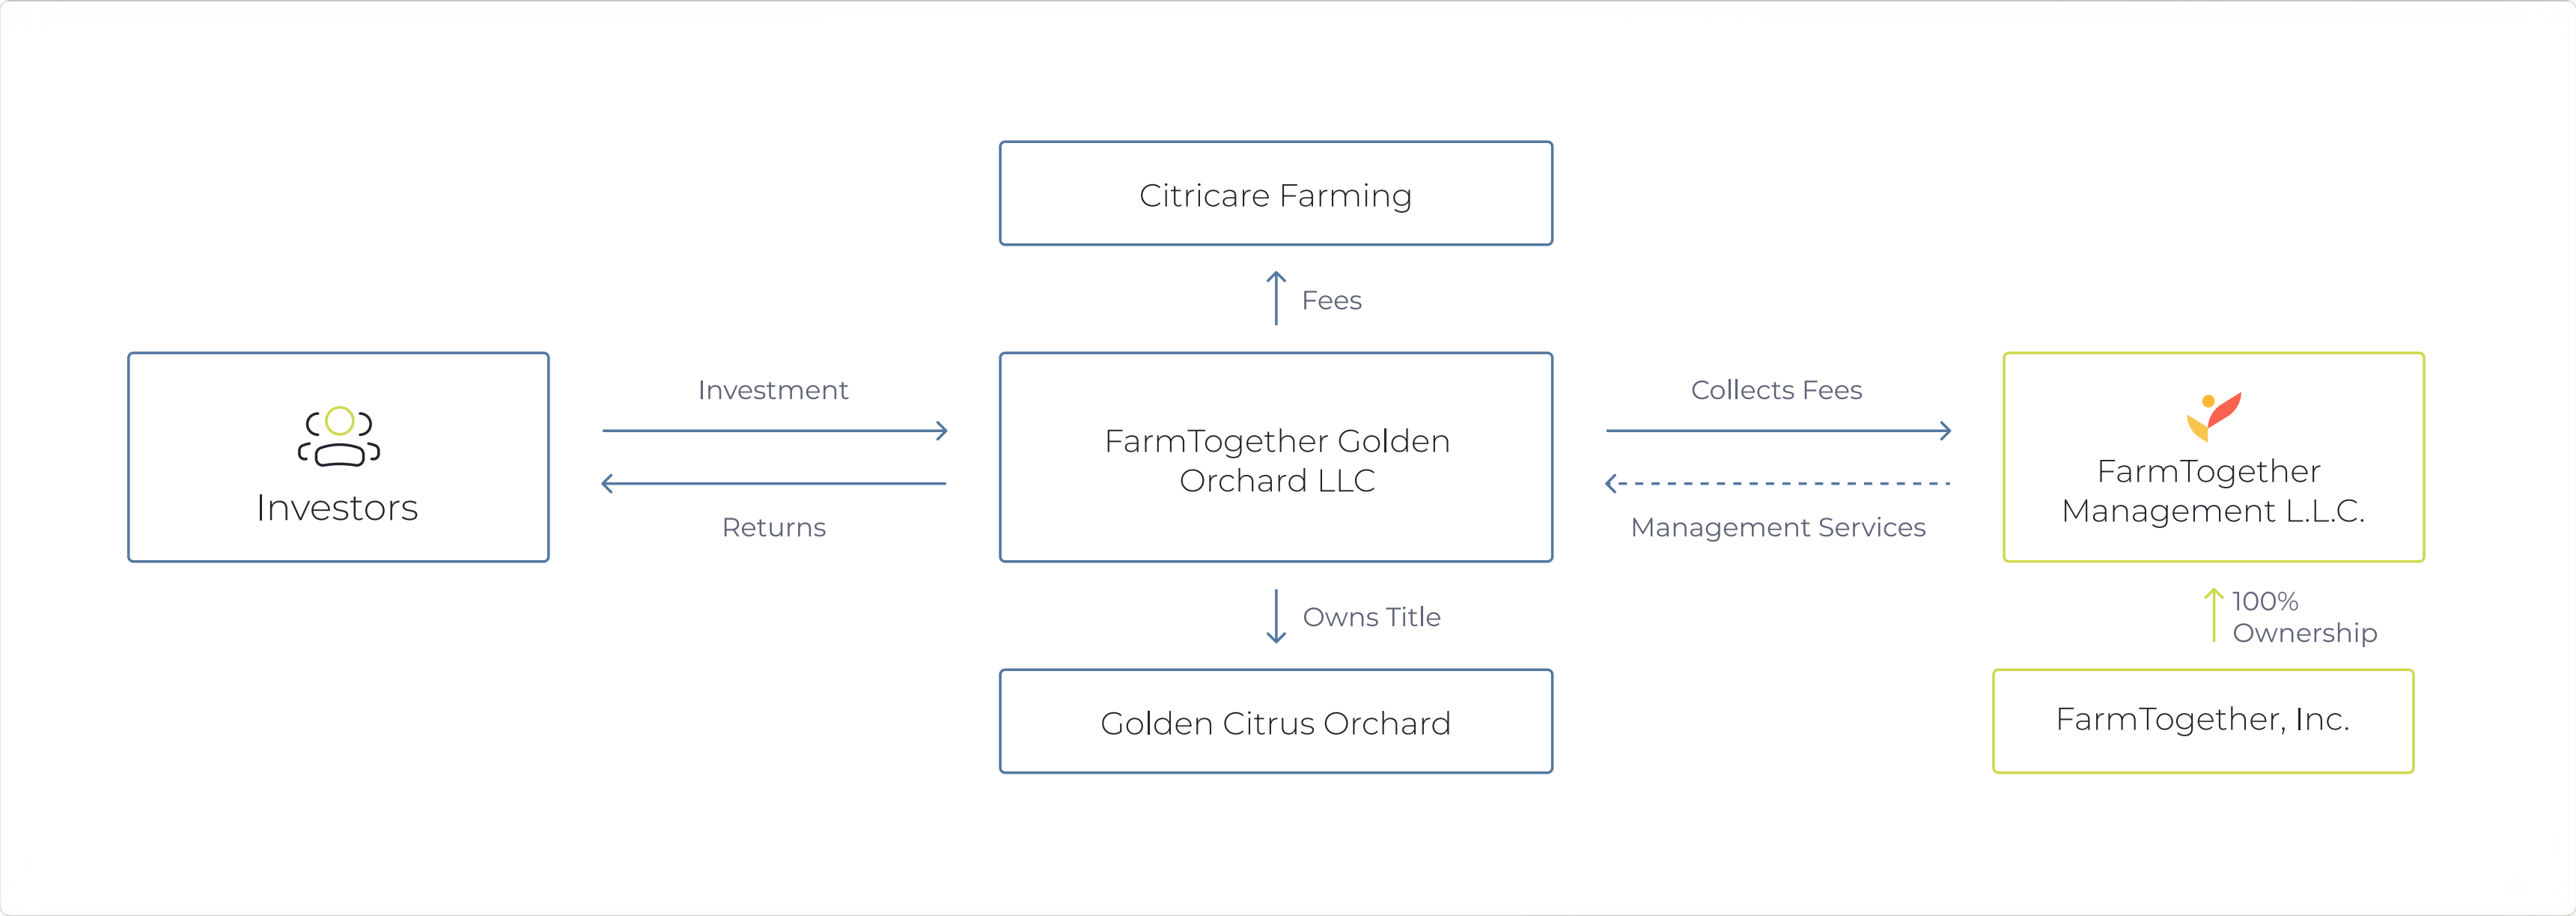 Citricare Farming
Fees
Investors
Investment
Returns
FarmTogether Golden
Orchard LLC
Collects Fees
Management Services
FarmTogether
Management L.L.C.
Owns Title
100%
Ownership
Golden Citrus Orchard
FarmTogether, Inc.